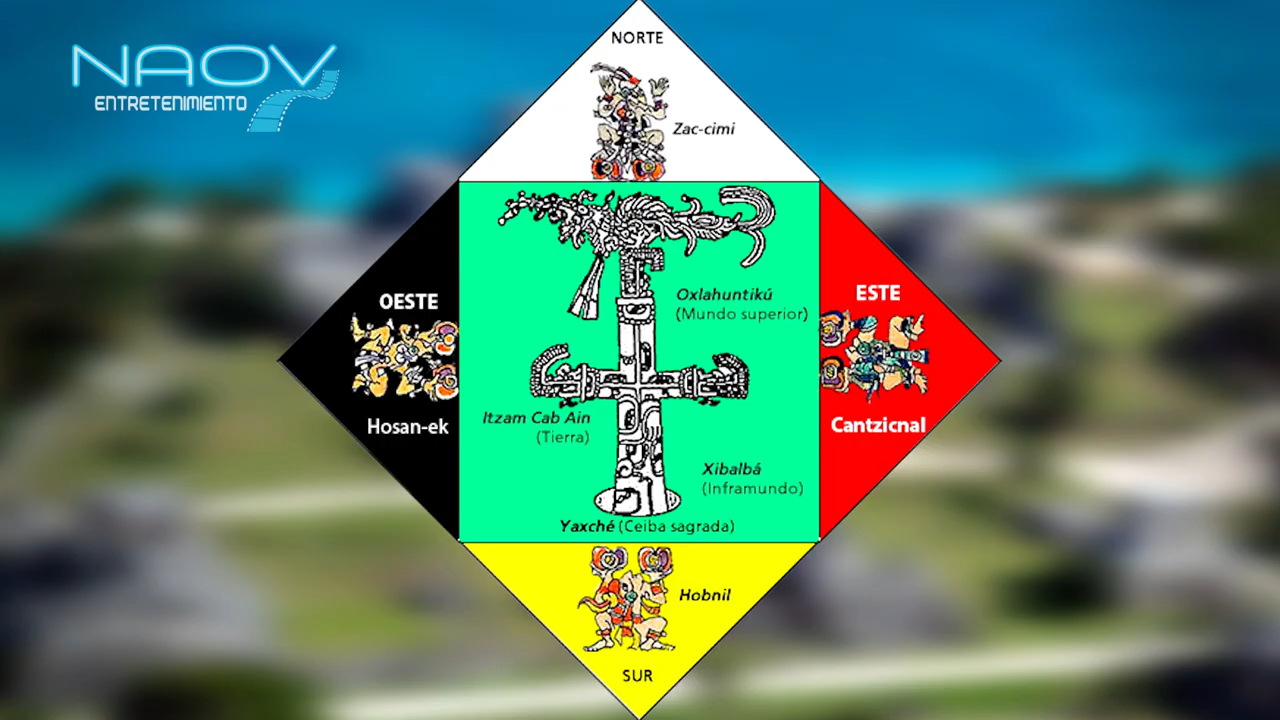 NAOV
ENTRETENIMIENTO
NORTE
Zac-cimi
OESTE
Hosan-ek
Oxlahuntikú
(Mundo superior)
Itzam Cab Ain
(Tierra)
Xibalbá
(Inframundo)
Yaxché (Ceiba sagrada)
ESTE
Cantzicnal
Hobnil
SUR